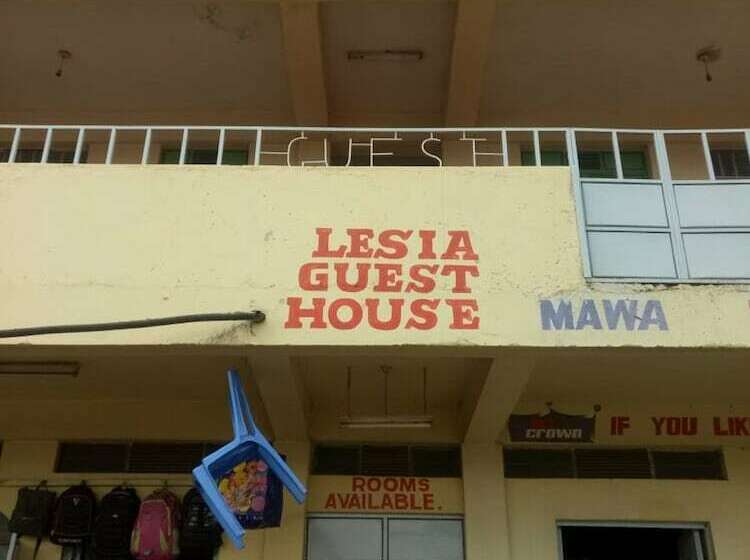 GUEST
LESIA
GUEST
HOUSE
MAWA
crown
IF YOU LIK
ROOMS
AVAILABLE.